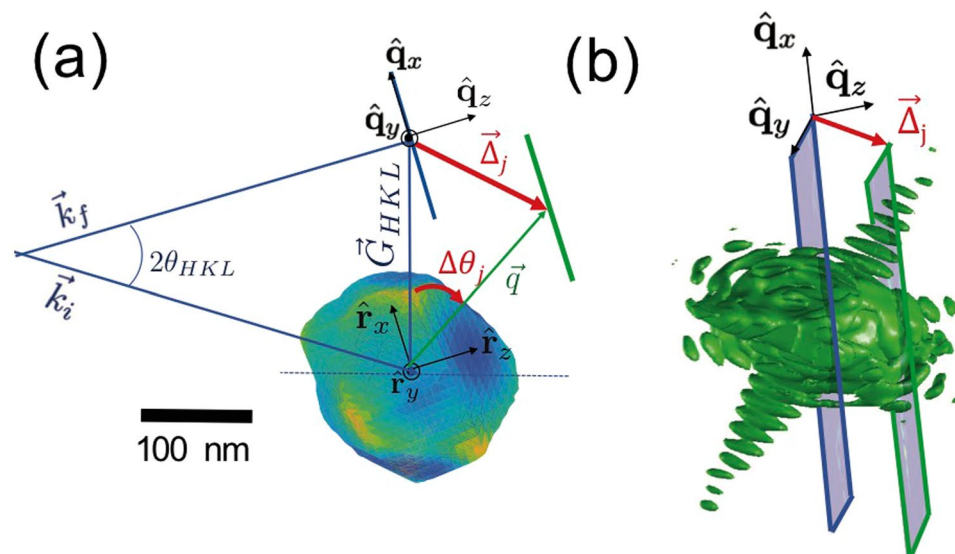 (a)
q̂x
q̂z
q̂y
Δ⃗j
k⃗f
2θHKL
k⃗i
G⃗HKL
Δθj
q⃗
r̂x
r̂z
r̂y
100 nm
(b)
q̂x
q̂z
q̂y
Δ⃗j